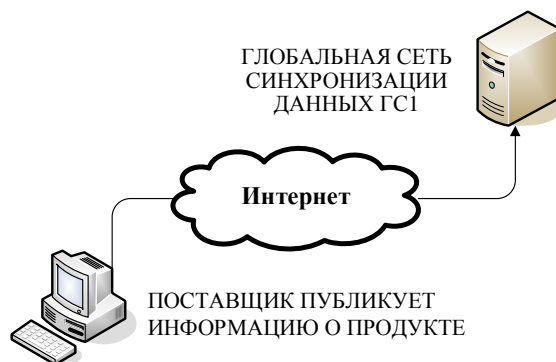 ГЛОБАЛЬНАЯ СЕТЬ
СИНХРОНИЗАЦИИ
ДАННЫХ ГС1
Интернет
ПОСТАВЩИК ПУБЛИКУЕТ
ИНФОРМАЦИЮ О ПРОДУКТЕ